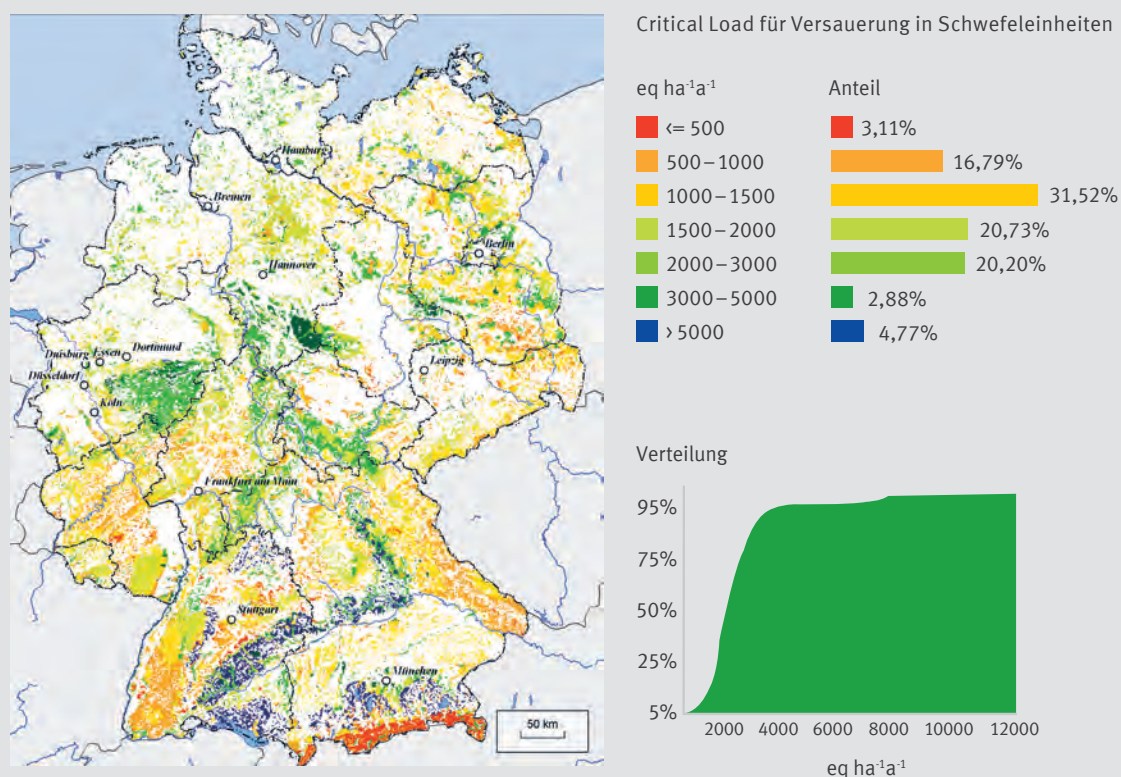 Critical Load für Versauerung in Schwefeleinheiten
eq ha⁻¹a⁻¹ Anteil
<= 500 3,11%
500–1000 16,79%
1000–1500 31,52%
1500–2000 20,73%
2000–3000 20,20%
3000–5000 2,88%
> 5000 4,77%
Hamburg
Bremen
Berlin
Hannover
Duisburg Essen Dortmund
Düsseldorf
Leipzig
Köln
Frankfurt am Main
Stuttgart
München
50 km
Verteilung
95%
75%
50%
25%
5%
2000 4000 6000 8000 10000 12000
eq ha⁻¹a⁻¹